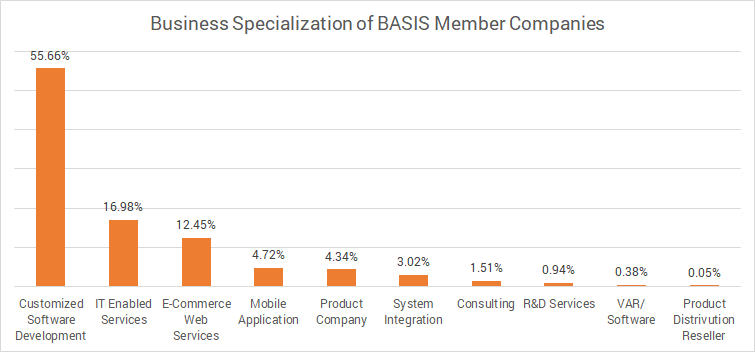 Business Specialization of BASIS Member Companies
55.66%
16.98%
12.45%
4.72%
4.34%
3.02%
1.51%
0.94%
0.38%
0.05%
Customized
Software
Development
IT Enabled
Services
E-Commerce
Web
Services
Mobile
Application
Product
Company
System
Integration
Consulting
R&D Services
VAR/
Software
Product
Distrivution
Reseller